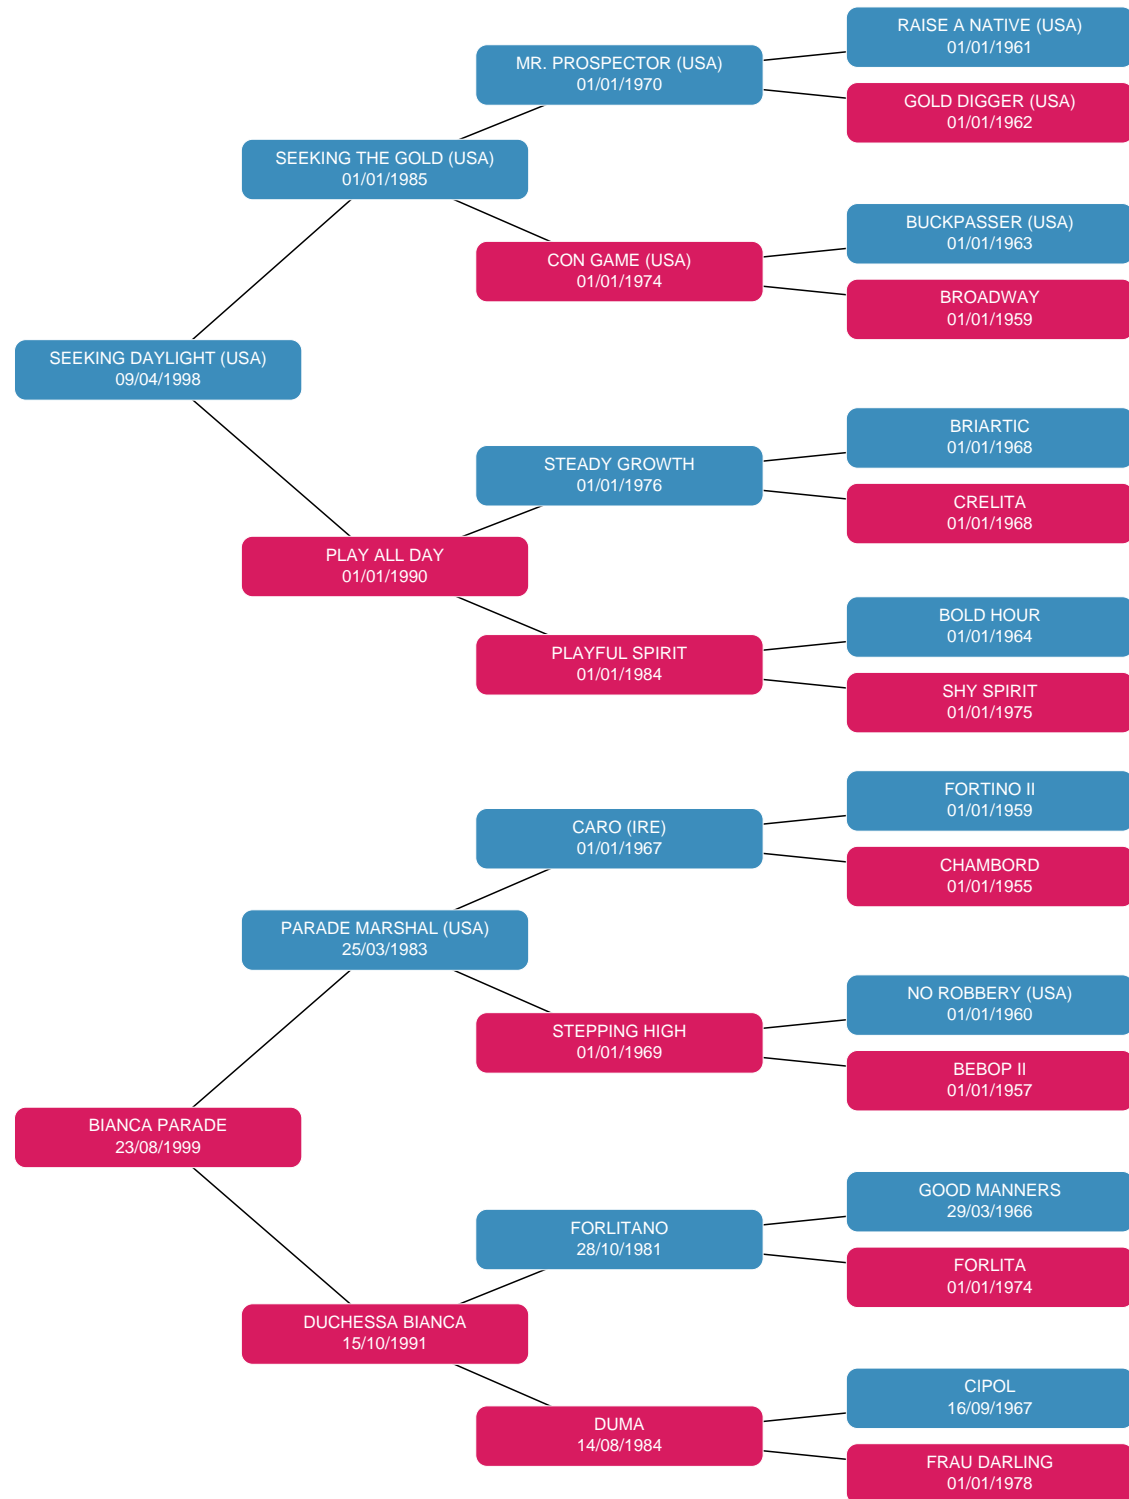 RAISE A NATIVE (USA)
01/01/1961
MR. PROSPECTOR (USA)
01/01/1970
GOLD DIGGER (USA)
01/01/1962
SEEKING THE GOLD (USA)
01/01/1985
BUCKPASSER (USA)
01/01/1963
CON GAME (USA)
01/01/1974
BROADWAY
01/01/1959
SEEKING DAYLIGHT (USA)
09/04/1998
BRIARTIC
01/01/1968
STEADY GROWTH
01/01/1976
CRELITA
01/01/1968
PLAY ALL DAY
01/01/1990
BOLD HOUR
01/01/1964
PLAYFUL SPIRIT
01/01/1984
SHY SPIRIT
01/01/1975
FORTINO II
01/01/1959
CARO (IRE)
01/01/1967
CHAMBORD
01/01/1955
PARADE MARSHAL (USA)
25/03/1983
NO ROBBERY (USA)
01/01/1960
STEPPING HIGH
01/01/1969
BEBOP II
01/01/1957
BIANCA PARADE
23/08/1999
GOOD MANNERS
29/03/1966
FORLITANO
28/10/1981
FORLITA
01/01/1974
DUCHESSA BIANCA
15/10/1991
CIPOL
16/09/1967
DUMA
14/08/1984
FRAU DARLING
01/01/1978